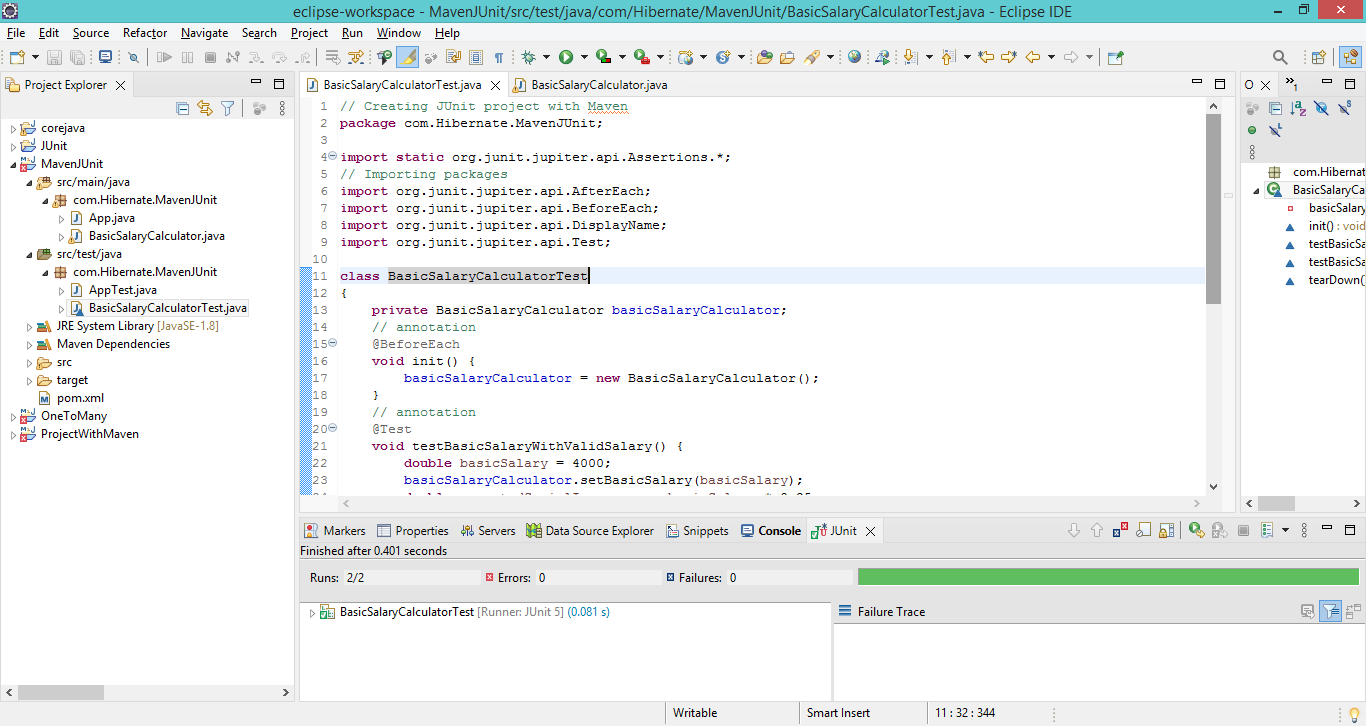 eclipse-workspace - MavenJUnit/src/test/java/com/Hibernate/MavenJUnit/BasicSalaryCalculatorTest.java - Eclipse IDE
File Edit Source Refactor Navigate Search Project Run Window Help
Project Explorer
corejava
JUnit
MavenJUnit
src/main/java
com.Hibernate.MavenJUnit
App.java
BasicSalaryCalculator.java
src/test/java
com.Hibernate.MavenJUnit
AppTest.java
BasicSalaryCalculatorTest.java
JRE System Library [JavaSE-1.8]
Maven Dependencies
src
target
pom.xml
OneToMany
ProjectWithMaven
BasicSalaryCalculatorTest.java BasicSalaryCalculator.java
1 // Creating JUnit project with Maven
2 package com.Hibernate.MavenJUnit;
3
4 import static org.junit.jupiter.api.Assertions.*;
5 // Importing packages
6 import org.junit.jupiter.api.AfterEach;
7 import org.junit.jupiter.api.BeforeEach;
8 import org.junit.jupiter.api.DisplayName;
9 import org.junit.jupiter.api.Test;
10
11 class BasicSalaryCalculatorTest
12 {
13 private BasicSalaryCalculator basicSalaryCalculator;
14 // annotation
15 @BeforeEach
16 void init() {
17 basicSalaryCalculator = new BasicSalaryCalculator();
18 }
19 // annotation
20 @Test
21 void testBasicSalaryWithValidSalary() {
22 double basicSalary = 4000;
23 basicSalaryCalculator.setBasicSalary(basicSalary);
O
1
com.Hibernat
BasicSalaryCa
basicSalary
init() : void
testBasicSa
testBasicSa
tearDown(
Markers Properties Servers Data Source Explorer Snippets Console JUnit
Finished after 0.401 seconds
Runs: 2/2 Errors: 0 Failures: 0
BasicSalaryCalculatorTest [Runner: JUnit 5] (0.081 s)
Failure Trace
Writable Smart Insert 11 : 32 : 344